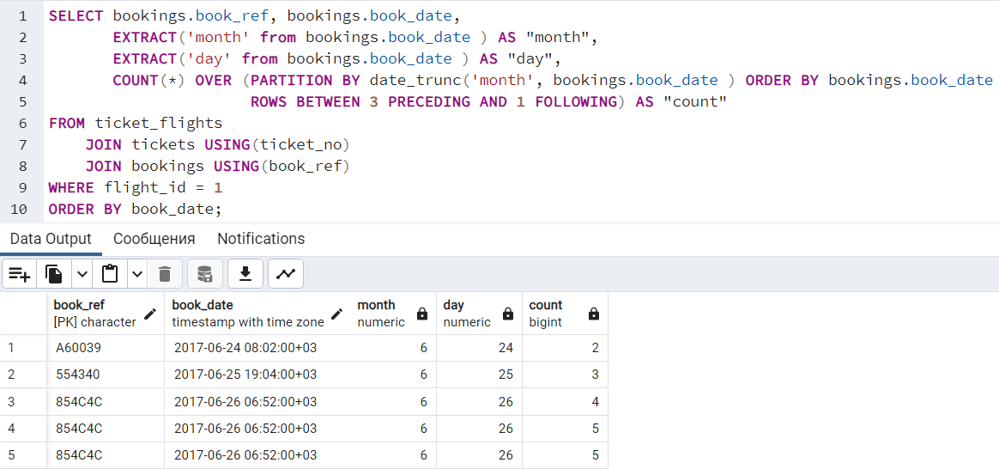 1 SELECT bookings.book_ref, bookings.book_date,
2 EXTRACT('month' from bookings.book_date ) AS "month",
3 EXTRACT('day' from bookings.book_date ) AS "day",
4 COUNT(*) OVER (PARTITION BY date_trunc('month', bookings.book_date ) ORDER BY bookings.book_date
5 ROWS BETWEEN 3 PRECEDING AND 1 FOLLOWING) AS "count"
6 FROM ticket_flights
7 JOIN tickets USING(ticket_no)
8 JOIN bookings USING(book_ref)
9 WHERE flight_id = 1
10 ORDER BY book_date;
Data Output Сообщения Notifications
book_ref book_date month day count
[PK] character timestamp with time zone numeric numeric bigint
1 A60039 2017-06-24 08:02:00+03 6 24 2
2 554340 2017-06-25 19:04:00+03 6 25 3
3 854C4C 2017-06-26 06:52:00+03 6 26 4
4 854C4C 2017-06-26 06:52:00+03 6 26 5
5 854C4C 2017-06-26 06:52:00+03 6 26 5